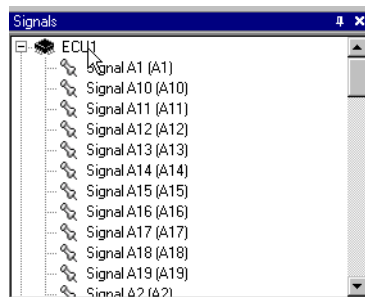 Signals
ECU1
Signal A1 (A1)
Signal A10 (A10)
Signal A11 (A11)
Signal A12 (A12)
Signal A13 (A13)
Signal A14 (A14)
Signal A15 (A15)
Signal A16 (A16)
Signal A17 (A17)
Signal A18 (A18)
Signal A19 (A19)
Signal A2 (A2)